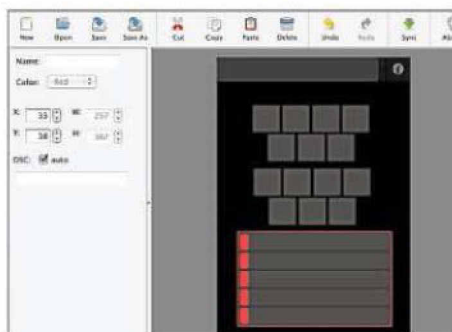 New Open Save Save As Cut Copy Paste Delete Undo Redo Sync
Name:
Color: Red
X: 33 W: 257
Y: 38 H:
OSC: auto